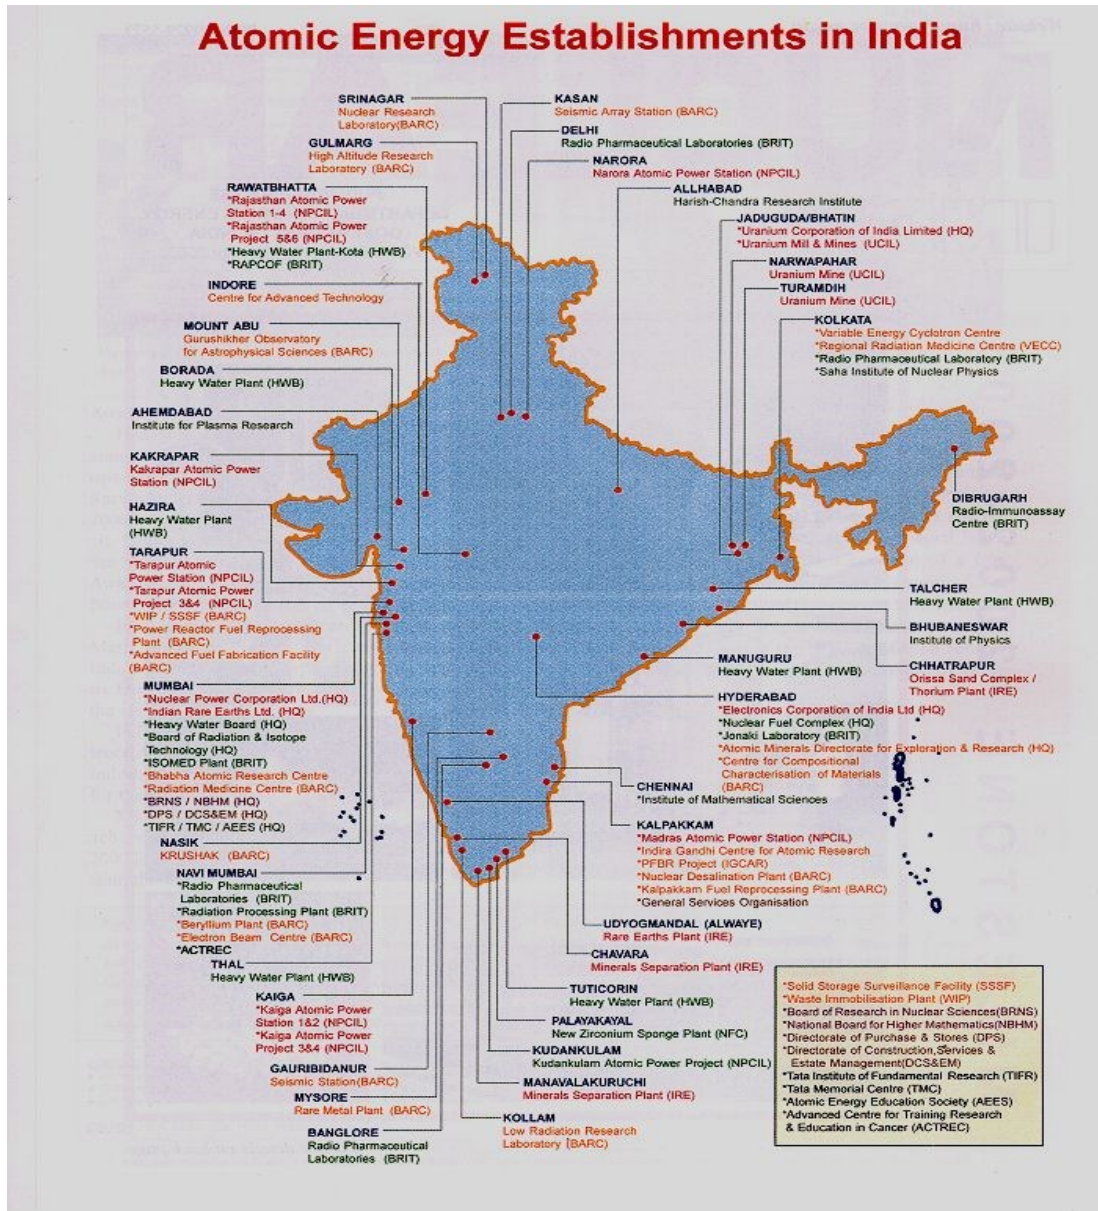 Atomic Energy Establishments in India
SRINAGAR
Nuclear Research
Laboratory(BARC)
GULMARG
High Altitude Research
Laboratory (BARC)
RAWATBHATTA
*Rajasthan Atomic Power
Station 1-4 (NPCIL)
*Rajasthan Atomic Power
Project 5&6 (NPCIL)
*Heavy Water Plant-Kota (HWB)
*RAPCOF (BRIT)
INDORE
Centre for Advanced Technology
MOUNT ABU
Gurushikher Observatory
for Astrophysical Sciences (BARC)
BORADA
Heavy Water Plant (HWB)
AHEMDABAD
Institute for Plasma Research
KAKRAPAR
Kakrapar Atomic Power
Station (NPCIL)
HAZIRA
Heavy Water Plant
(HWB)
TARAPUR
*Tarapur Atomic
Power Station (NPCIL)
*Tarapur Atomic Power
Project 3&4 (NPCIL)
*WIP / SSSF (BARC)
*Power Reactor Fuel Reprocessing
Plant (BARC)
*Advanced Fuel Fabrication Facility
(BARC)
MUMBAI
*Nuclear Power Corporation Ltd.(HQ)
*Indian Rare Earths Ltd. (HQ)
*Heavy Water Board (HQ)
*Board of Radiation & Isotope
Technology (HQ)
*ISOMED Plant (BRIT)
*Bhabha Atomic Research Centre
*Radiation Medicine Centre (BARC)
*BRNS / NBHM (HQ)
*DPS / DCS&EM (HQ)
*TIFR / TMC / AEES (HQ)
NASIK
KRUSHAK (BARC)
NAVI MUMBAI
*Radio Pharmaceutical
Laboratories (BRIT)
*Radiation Processing Plant (BRIT)
*Beryllium Plant (BARC)
*Electron Beam Centre (BARC)
*ACTREC
THAL
Heavy Water Plant (HWB)
KAIGA
*Kaiga Atomic Power
Station 1&2 (NPCIL)
*Kaiga Atomic Power
Project 3&4 (NPCIL)
GAURIBIDANUR
Seismic Station(BARC)
MYSORE
Rare Metal Plant (BARC)
BANGLORE
Radio Pharmaceutical
Laboratories (BRIT)
KASAN
Seismic Array Station (BARC)
DELHI
Radio Pharmaceutical Laboratories (BRIT)
NARORA
Narora Atomic Power Station (NPCIL)
ALLHABAD
Harish-Chandra Research Institute
JADUGUDA/BHATIN
*Uranium Corporation of India Limited (HQ)
*Uranium Mill & Mines (UCIL)
NARWAPAHAR
Uranium Mine (UCIL)
TURAMDIH
Uranium Mine (UCIL)
KOLKATA
*Variable Energy Cyclotron Centre
*Regional Radiation Medicine Centre (VECC)
*Radio Pharmaceutical Laboratory (BRIT)
*Saha Institute of Nuclear Physics
DIBRUGARH
Radio-Immunoassay
Centre (BRIT)
TALCHER
Heavy Water Plant (HWB)
BHUBANESWAR
Institute of Physics
CHHATRAPUR
Orissa Sand Complex /
Thorium Plant (IRE)
MANUGURU
Heavy Water Plant (HWB)
HYDERABAD
*Electronics Corporation of India Ltd (HQ)
*Nuclear Fuel Complex (HQ)
*Jonaki Laboratory (BRIT)
*Atomic Minerals Directorate for Exploration & Research (HQ)
*Centre for Compositional
Characterisation of Materials
(BARC)
CHENNAI
*Institute of Mathematical Sciences
KALPAKKAM
*Madras Atomic Power Station (NPCIL)
*Indira Gandhi Centre for Atomic Research
*PFBR Project (IGCAR)
*Nuclear Desalination Plant (BARC)
*Kalpakkam Fuel Reprocessing Plant (BARC)
*General Services Organisation
UDYOGMANDAL (ALWAYE)
Rare Earths Plant (IRE)
CHAVARA
Minerals Separation Plant (IRE)
TUTICORIN
Heavy Water Plant (HWB)
PALAYAKAYAL
New Zirconium Sponge Plant (NFC)
KUDANKULAM
Kudankulam Atomic Power Project (NPCIL)
MANAVALAKURUCHI
Minerals Separation Plant (IRE)
KOLLAM
Low Radiation Research
Laboratory (BARC)
*Solid Storage Surveillance Facility (SSSF)
*Waste Immobilisation Plant (WIP)
*Board of Research in Nuclear Sciences(BRNS)
*National Board for Higher Mathematics(NBHM)
*Directorate of Purchase & Stores (DPS)
*Directorate of Construction,Services &
Estate Management(DCS&EM)
*Tata Institute of Fundamental Research (TIFR)
*Tata Memorial Centre (TMC)
*Atomic Energy Education Society (AEES)
*Advanced Centre for Training Research
& Education in Cancer (ACTREC)